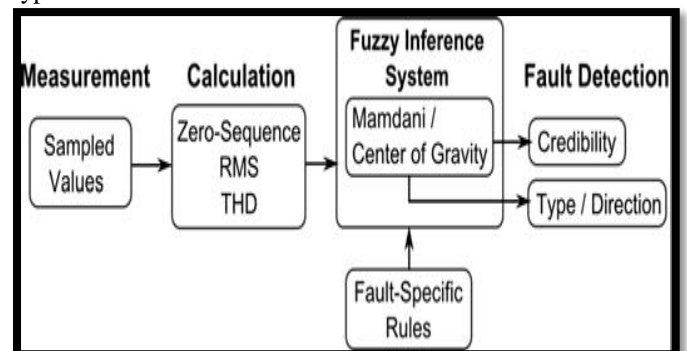 Measurement
Sampled
Values
Calculation
Zero-Sequence
RMS
THD
Fuzzy Inference
System
Mamdani /
Center of Gravity
Fault-Specific
Rules
Fault Detection
Credibility
Type / Direction